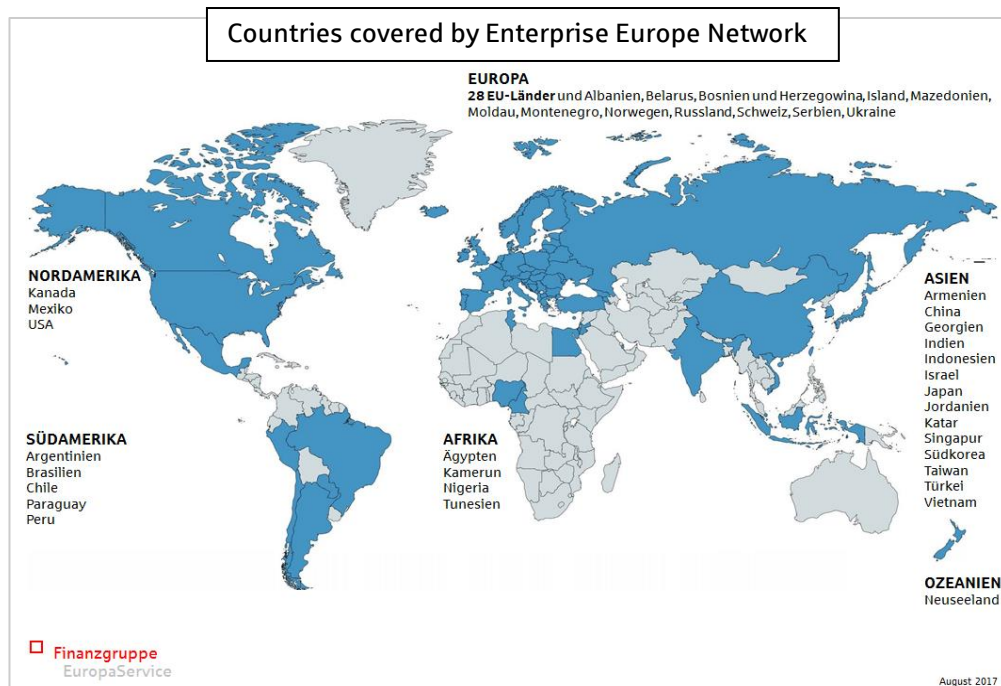 Countries covered by Enterprise Europe Network
EUROPA
28 EU-Länder und Albanien, Belarus, Bosnien und Herzegowina, Island, Mazedonien,
Moldau, Montenegro, Norwegen, Russland, Schweiz, Serbien, Ukraine
NORDAMERIKA
Kanada
Mexiko
USA
ASIEN
Armenien
China
Georgien
Indien
Indonesien
Israel
Japan
Jordanien
Katar
Singapur
Südkorea
Taiwan
Türkei
Vietnam
SÜDAMERIKA
Argentinien
Brasilien
Chile
Paraguay
Peru
AFRIKA
Ägypten
Kamerun
Nigeria
Tunesien
OZEANIEN
Neuseeland
Finanzgruppe
EuropaService
August 2017